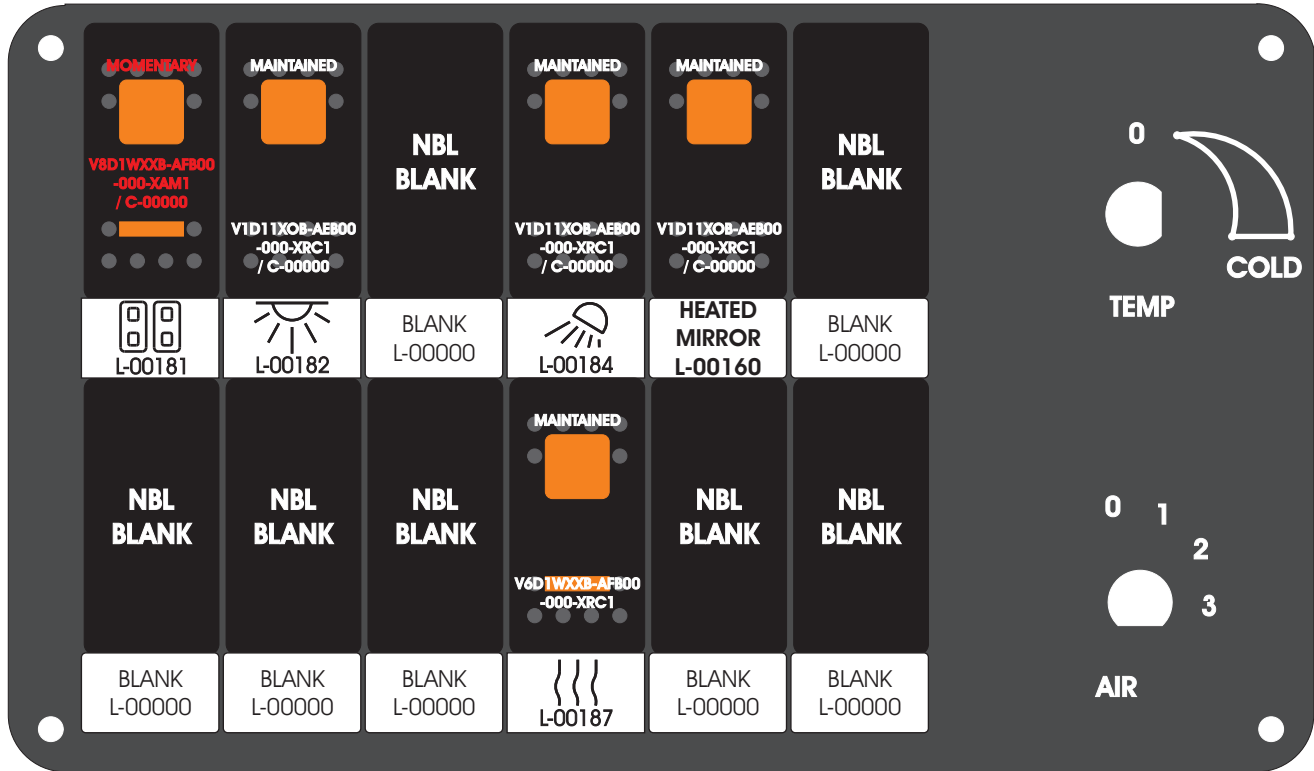 MOMENTARY
V8D1WXXB-AFB00
-000-XAM1
/ C-00000
L-00181
MAINTAINED
V1D11XOB-AEB00
-000-XRC1
/ C-00000
L-00182
NBL
BLANK
BLANK
L-00000
MAINTAINED
V1D11XOB-AEB00
-000-XRC1
/ C-00000
L-00184
MAINTAINED
V1D11XOB-AEB00
-000-XRC1
/ C-00000
HEATED
MIRROR
L-00160
NBL
BLANK
BLANK
L-00000
0
COLD
TEMP
NBL
BLANK
BLANK
L-00000
NBL
BLANK
BLANK
L-00000
NBL
BLANK
BLANK
L-00000
MAINTAINED
V6D1WXXB-AFB00
-000-XRC1
L-00187
NBL
BLANK
BLANK
L-00000
NBL
BLANK
BLANK
L-00000
0
1
2
3
AIR